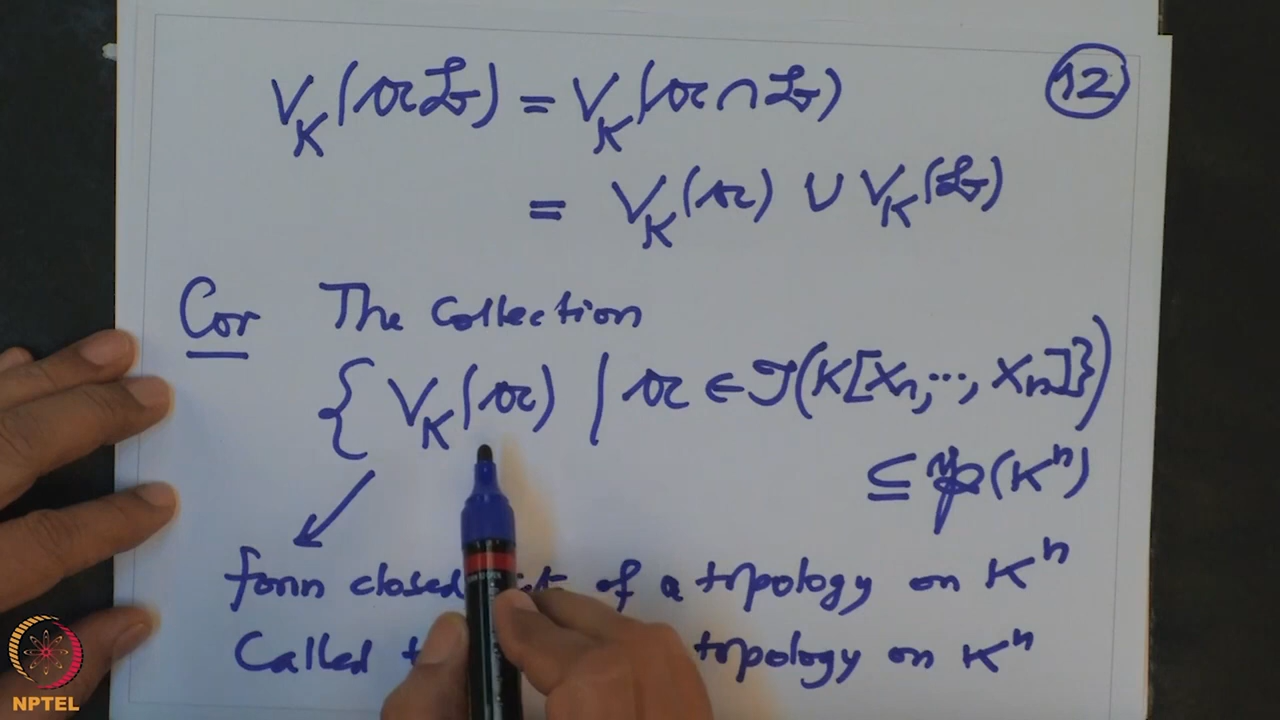 V_K(𝔞𝔟) = V_K(𝔞 ∩ 𝔟)
12
= V_K(𝔞) ∪ V_K(𝔟)
Cor The Collection
{ V_K(𝔞) | 𝔞 ∈ I(K[X_1, ..., X_n]})
⊆ 𝔓(K^n)
form closed of a topology on K^n
Called topology on K^n
NPTEL